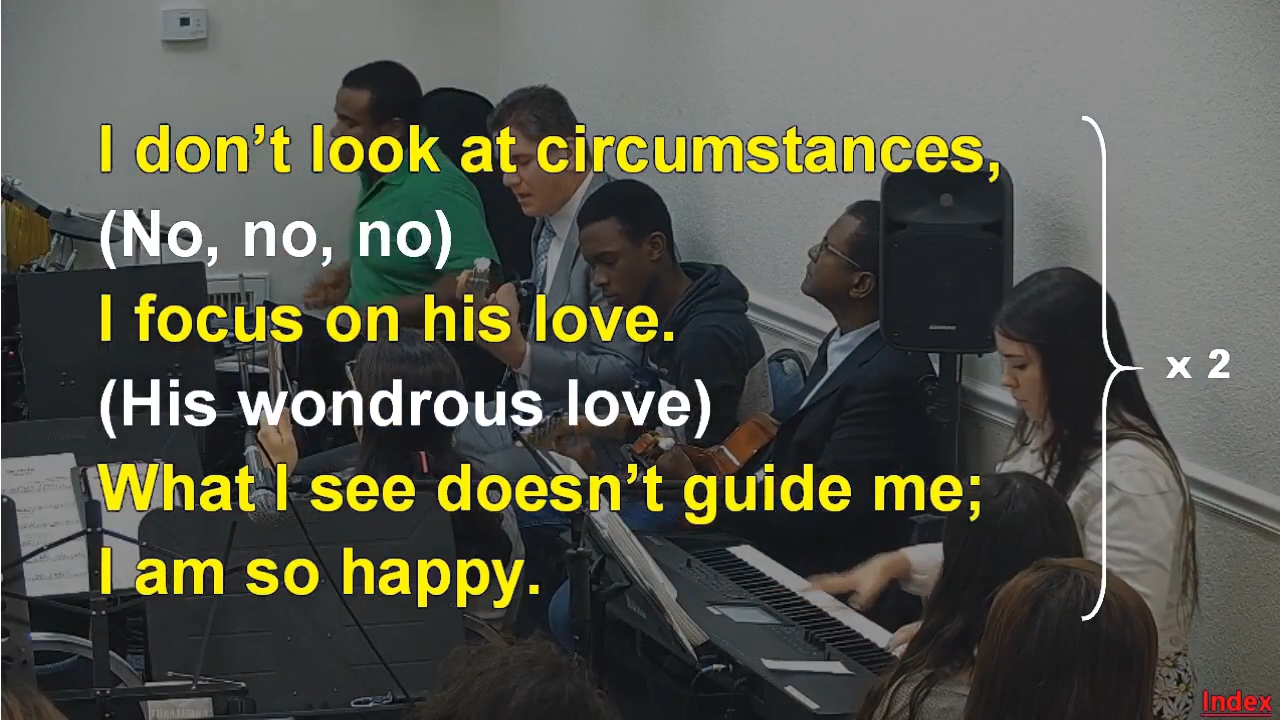 I don’t look at circumstances,
(No, no, no)
I focus on his love.
(His wondrous love)
What I see doesn’t guide me;
I am so happy.
x 2
Index